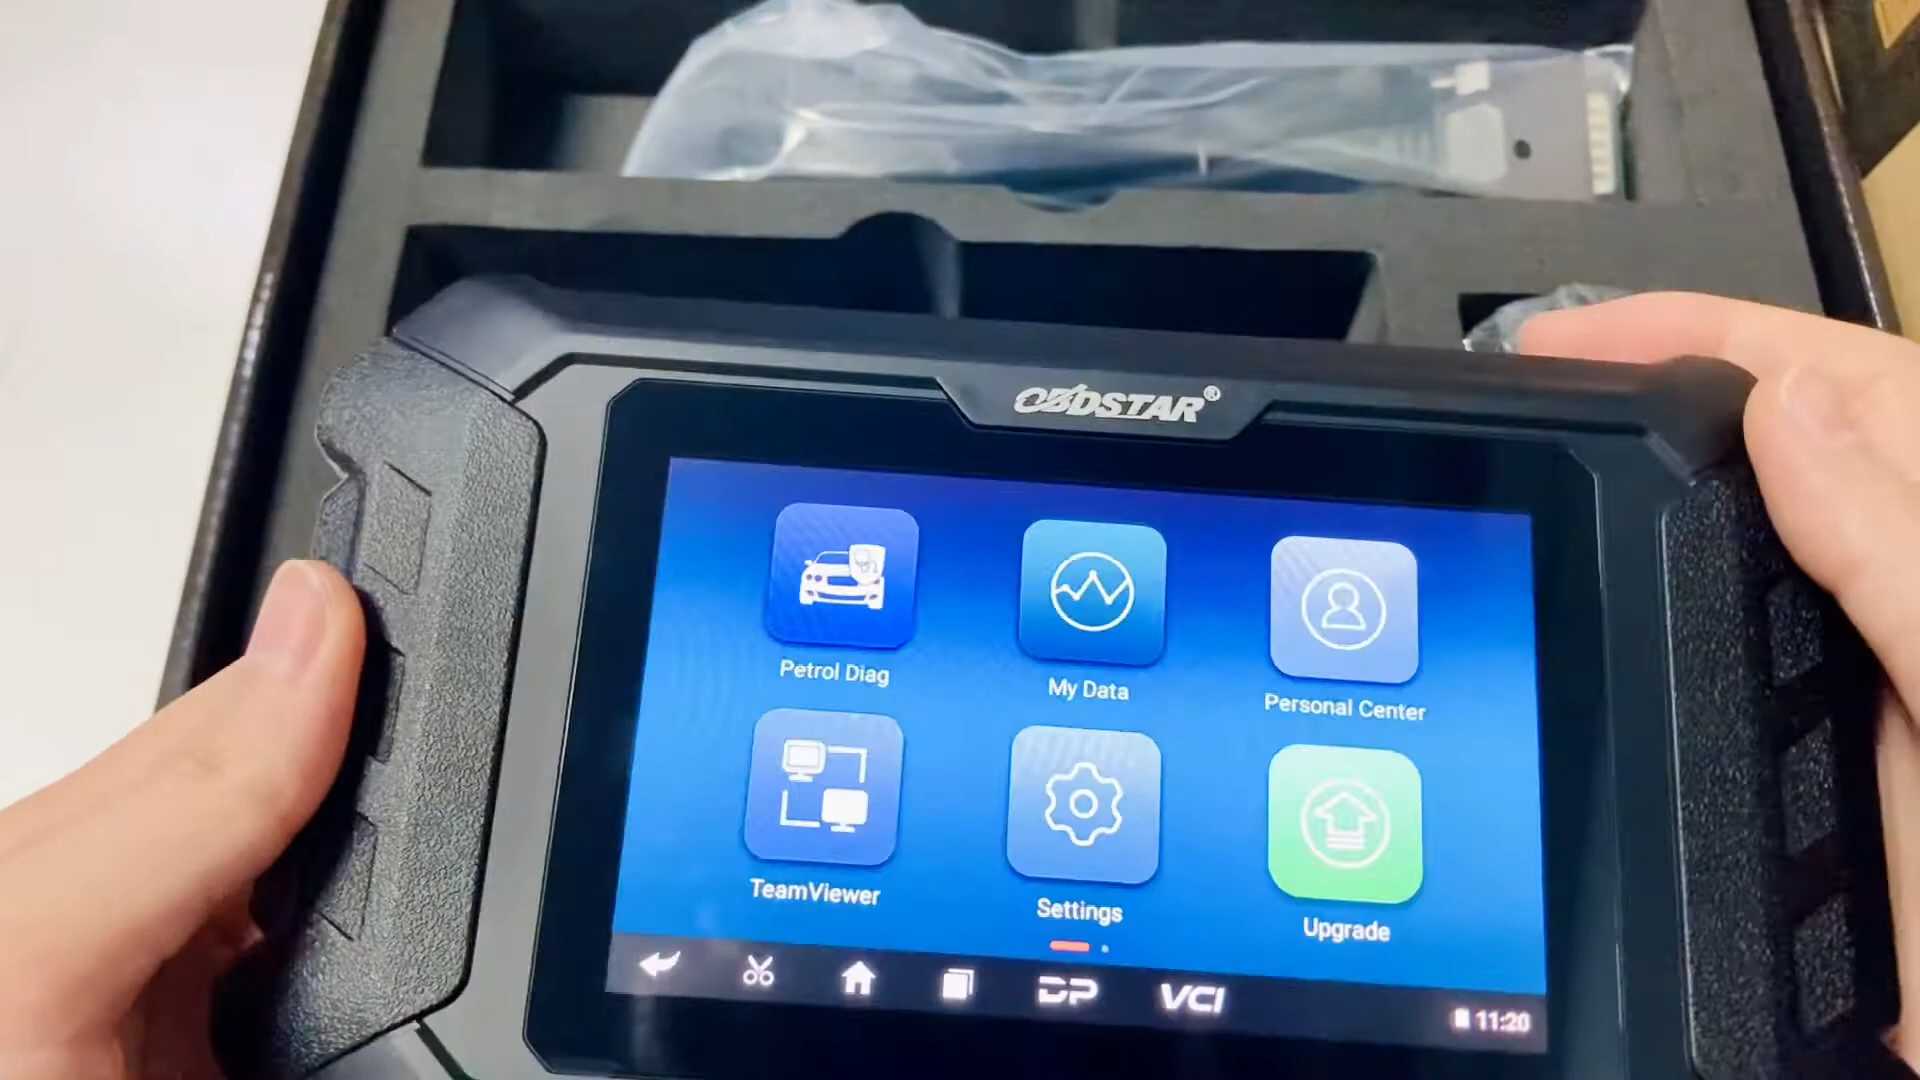 OBDSTAR®
Petrol Diag
My Data
Personal Center
TeamViewer
Settings
Upgrade
DP
VCI
11:20